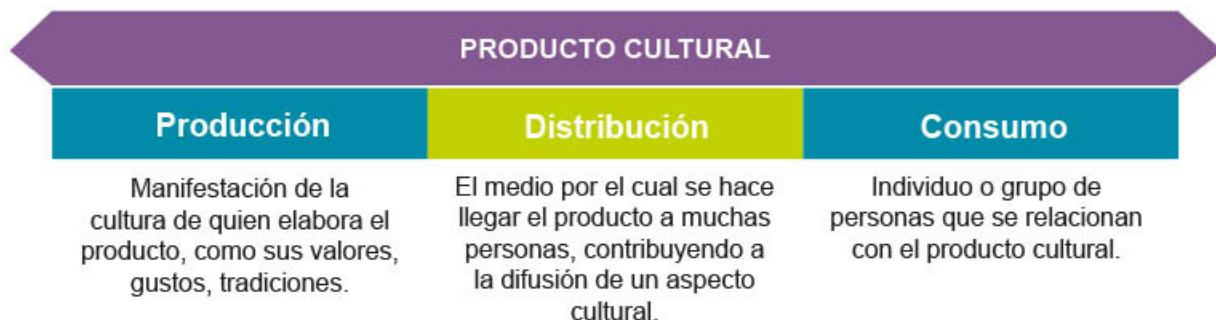 PRODUCTO CULTURAL
Producción
Manifestación de la
cultura de quien elabora el
producto, como sus valores,
gustos, tradiciones.
Distribución
El medio por el cual se hace
llegar el producto a muchas
personas, contribuyendo a
la difusión de un aspecto
cultural.
Consumo
Individuo o grupo de
personas que se relacionan
con el producto cultural.